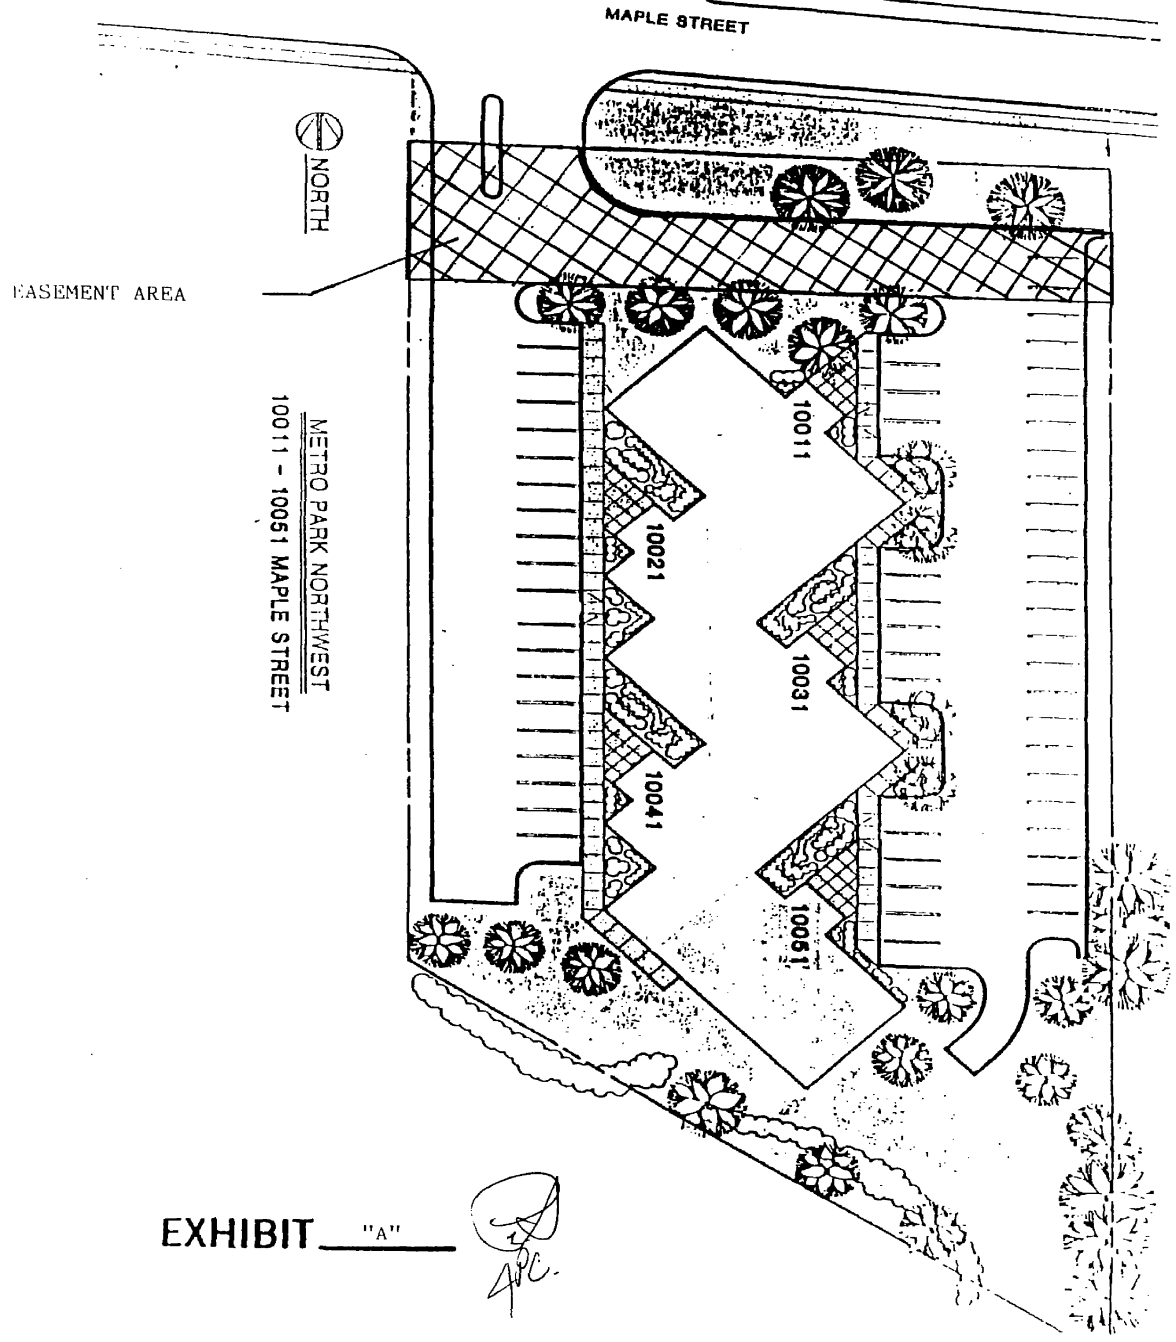 MAPLE STREET
NORTH
EASEMENT AREA
METRO PARK NORTHWEST
10011 - 10051 MAPLE STREET
10011
10021
10031
10041
10051
EXHIBIT "A"